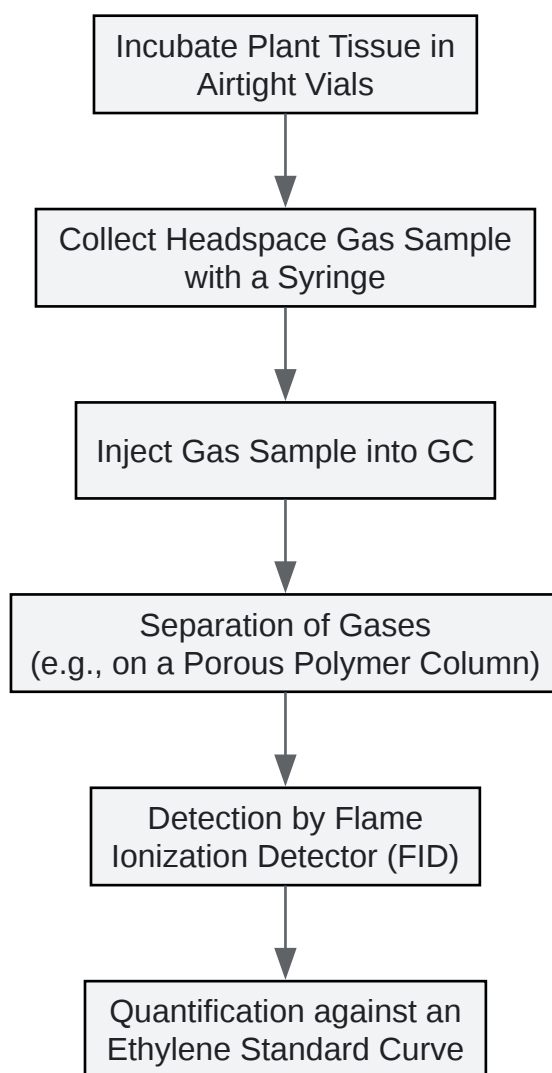 Incubate Plant Tissue in
Airtight Vials
Collect Headspace Gas Sample
with a Syringe
Inject Gas Sample into GC
Separation of Gases
(e.g., on a Porous Polymer Column)
Detection by Flame
Ionization Detector (FID)
Quantification against an
Ethylene Standard Curve